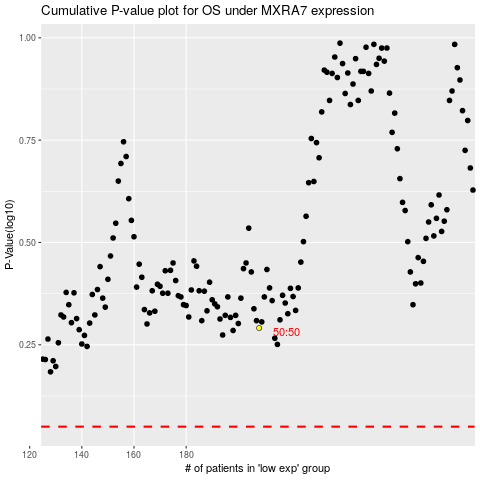 Cumulative P-value plot for OS under MXRA7 expression
P-Value(log10)
1.00
0.75
0.50
0.25
50:50
120 140 160 180
# of patients in 'low exp' group